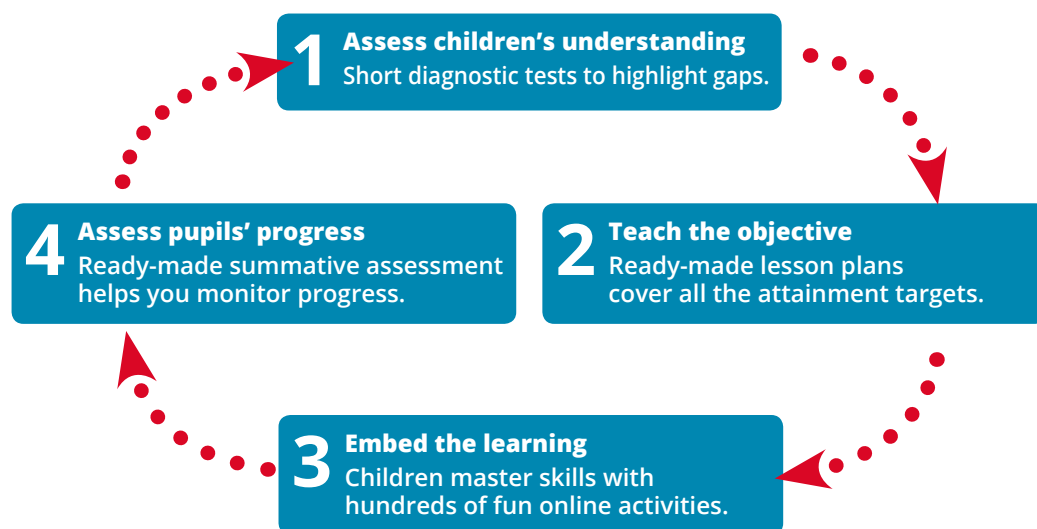 1
Assess children’s understanding
Short diagnostic tests to highlight gaps.
2
Teach the objective
Ready-made lesson plans
cover all the attainment targets.
3
Embed the learning
Children master skills with
hundreds of fun online activities.
4
Assess pupils’ progress
Ready-made summative assessment
helps you monitor progress.